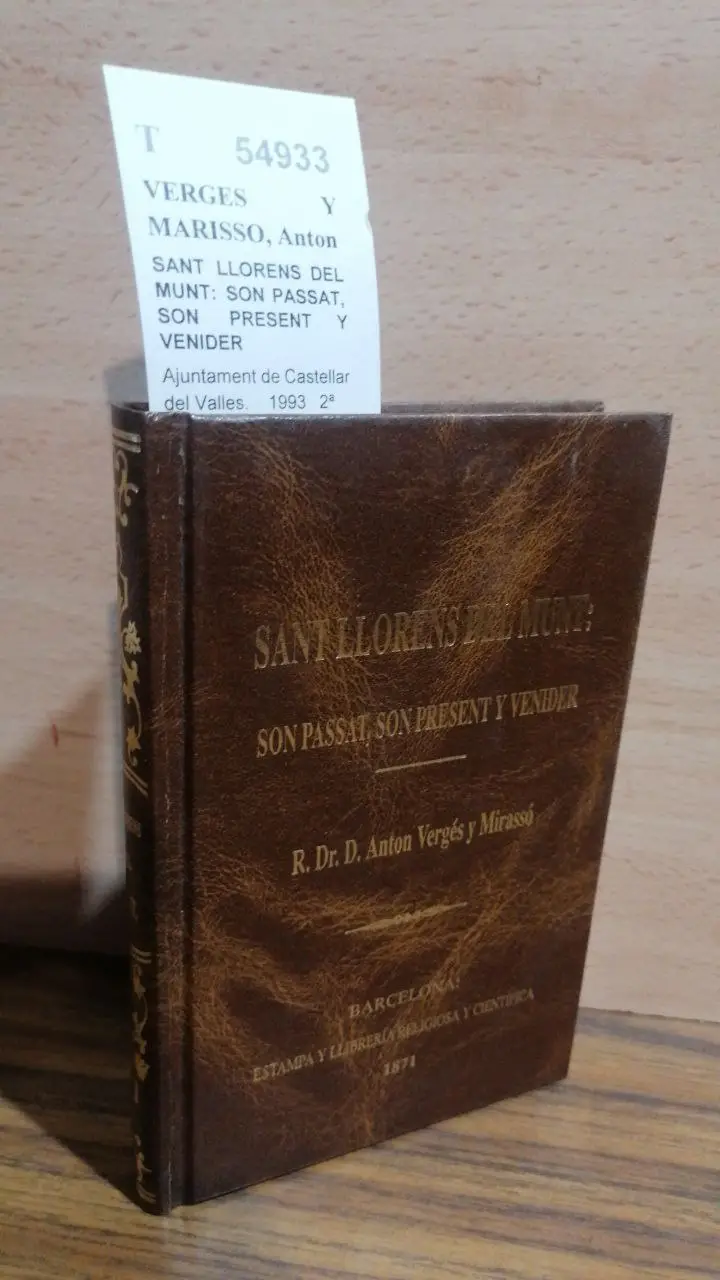 T 54933
VERGES Y
MARISSO, Anton
SANT LLORENS DEL
MUNT: SON PASSAT,
SON PRESENT Y
VENIDER
Ajuntament de Castellar
del Valles. 1993 2ª
SANT LLORENS DEL MUNT:
SON PASSAT, SON PRESENT Y VENIDER
R. Dr. D. Anton Vergés y Mirassó
BARCELONA:
ESTAMPA Y LLIBRERÍA RELIGIOSA Y CIENTIFICA
1871